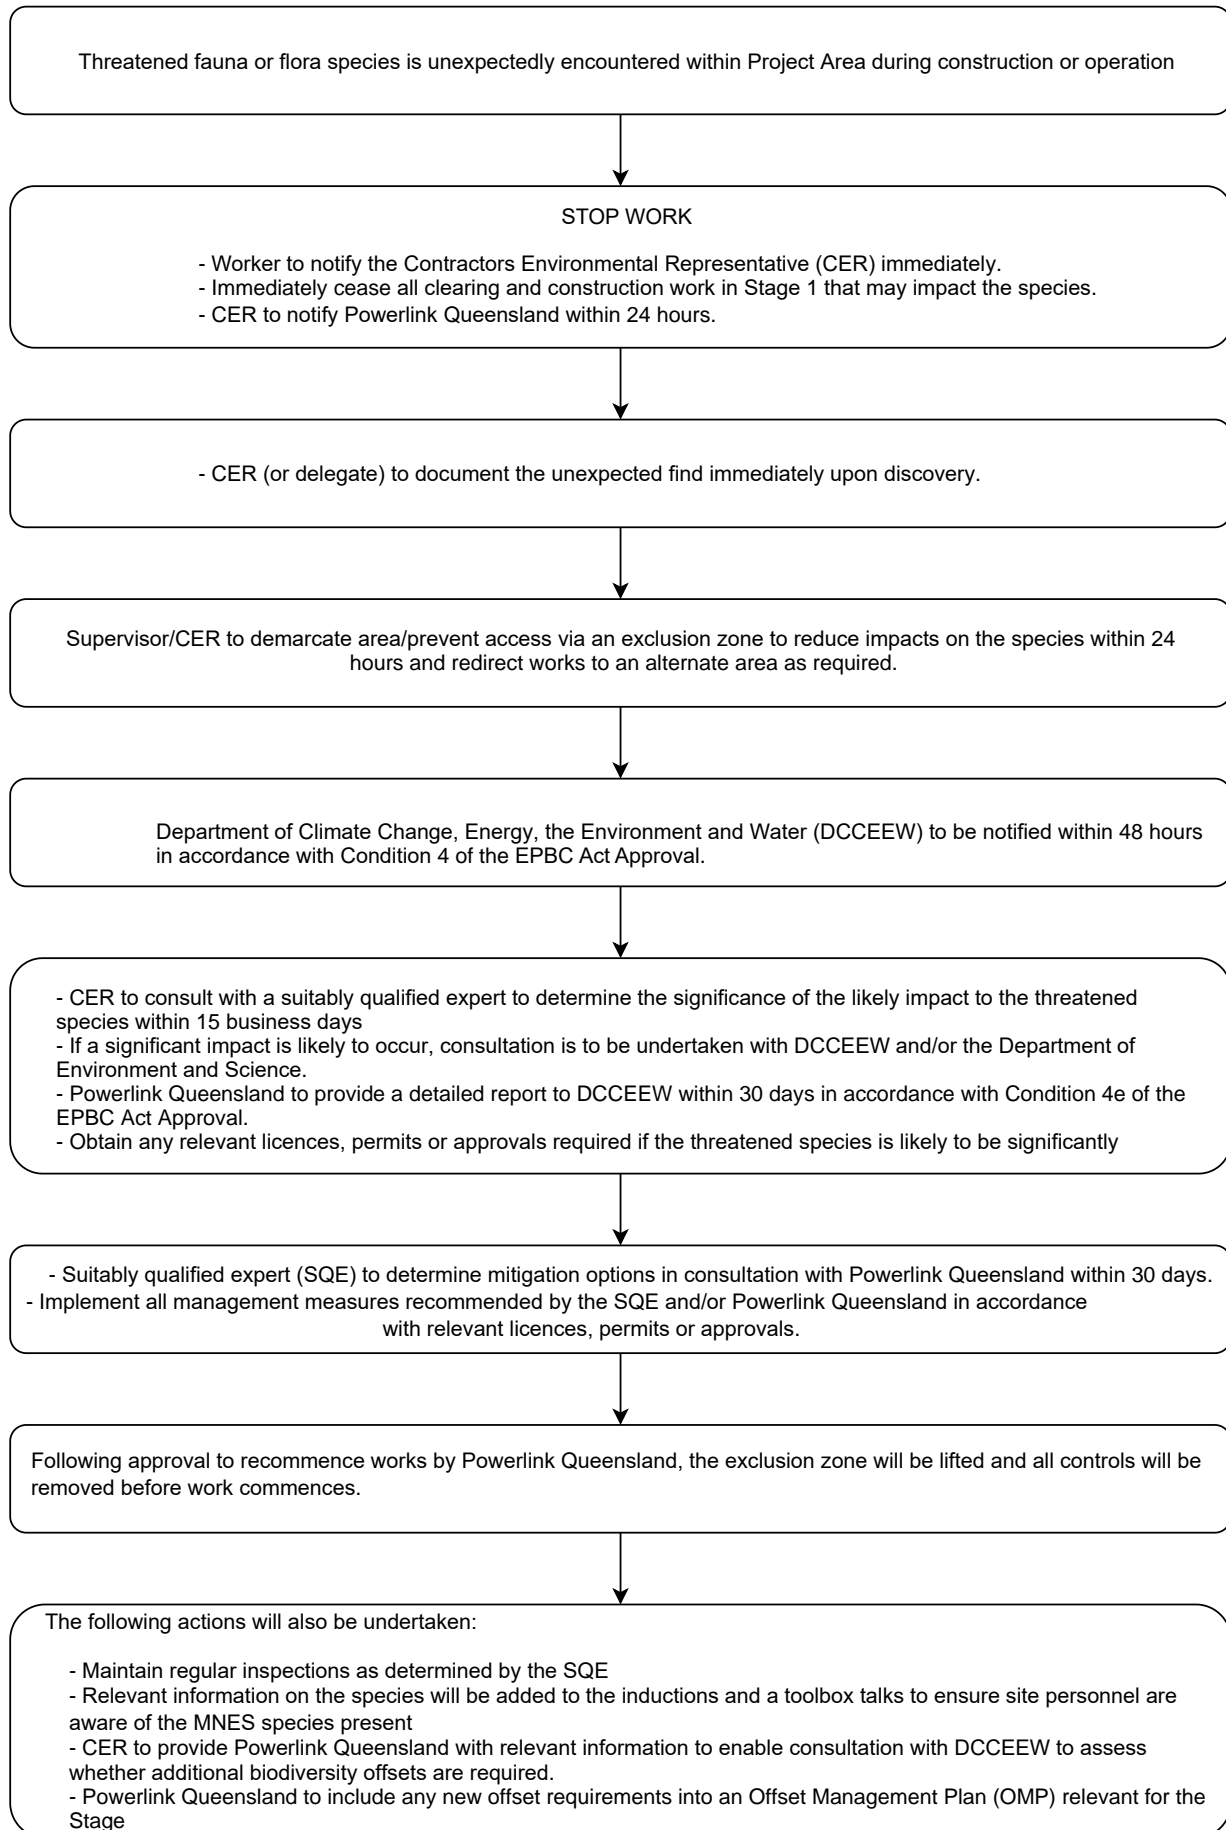 Threatened fauna or flora species is unexpectedly encountered within Project Area during construction or operation
STOP WORK
- Worker to notify the Contractors Environmental Representative (CER) immediately.
- Immediately cease all clearing and construction work in Stage 1 that may impact the species.
- CER to notify Powerlink Queensland within 24 hours.
- CER (or delegate) to document the unexpected find immediately upon discovery.
Supervisor/CER to demarcate area/prevent access via an exclusion zone to reduce impacts on the species within 24
hours and redirect works to an alternate area as required.
Department of Climate Change, Energy, the Environment and Water (DCCEEW) to be notified within 48 hours
in accordance with Condition 4 of the EPBC Act Approval.
- CER to consult with a suitably qualified expert to determine the significance of the likely impact to the threatened
species within 15 business days
- If a significant impact is likely to occur, consultation is to be undertaken with DCCEEW and/or the Department of
Environment and Science.
- Powerlink Queensland to provide a detailed report to DCCEEW within 30 days in accordance with Condition 4e of the
EPBC Act Approval.
- Obtain any relevant licences, permits or approvals required if the threatened species is likely to be significantly
- Suitably qualified expert (SQE) to determine mitigation options in consultation with Powerlink Queensland within 30 days.
- Implement all management measures recommended by the SQE and/or Powerlink Queensland in accordance
with relevant licences, permits or approvals.
Following approval to recommence works by Powerlink Queensland, the exclusion zone will be lifted and all controls will be
removed before work commences.
The following actions will also be undertaken:
- Maintain regular inspections as determined by the SQE
- Relevant information on the species will be added to the inductions and a toolbox talks to ensure site personnel are
aware of the MNES species present
- CER to provide Powerlink Queensland with relevant information to enable consultation with DCCEEW to assess
whether additional biodiversity offsets are required.
- Powerlink Queensland to include any new offset requirements into an Offset Management Plan (OMP) relevant for the
Stage